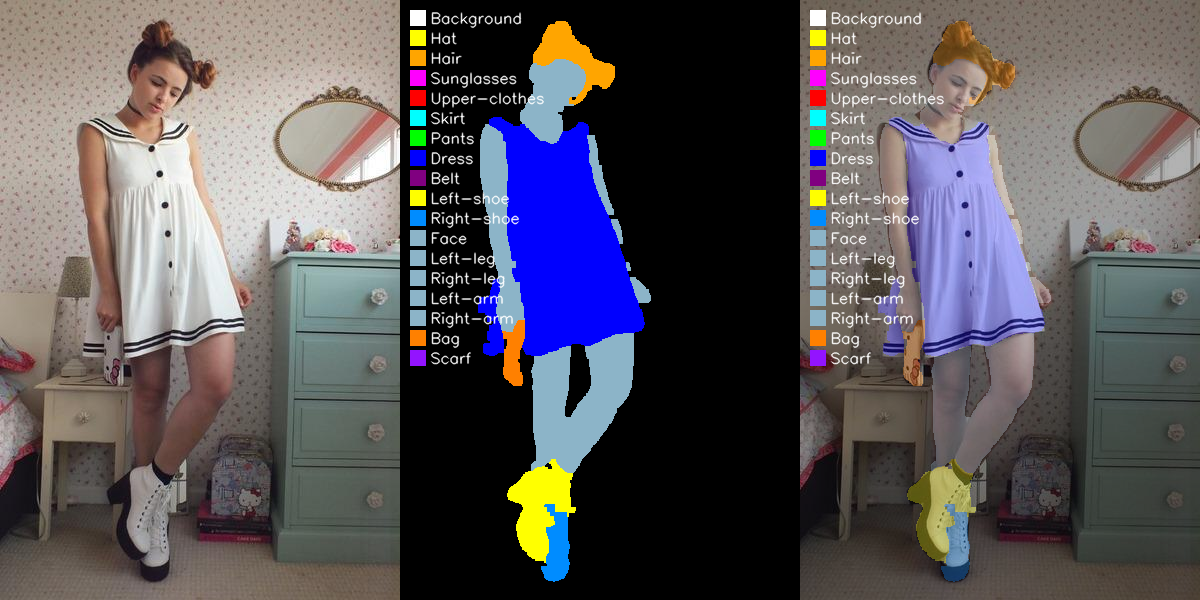 Background
Hat
Hair
Sunglasses
Upper-clothes
Skirt
Pants
Dress
Belt
Left-shoe
Right-shoe
Face
Left-leg
Right-leg
Left-arm
Right-arm
Bag
Scarf
Background
Hat
Hair
Sunglasses
Upper-clothes
Skirt
Pants
Dress
Belt
Left-shoe
Right-shoe
Face
Left-leg
Right-leg
Left-arm
Right-arm
Bag
Scarf